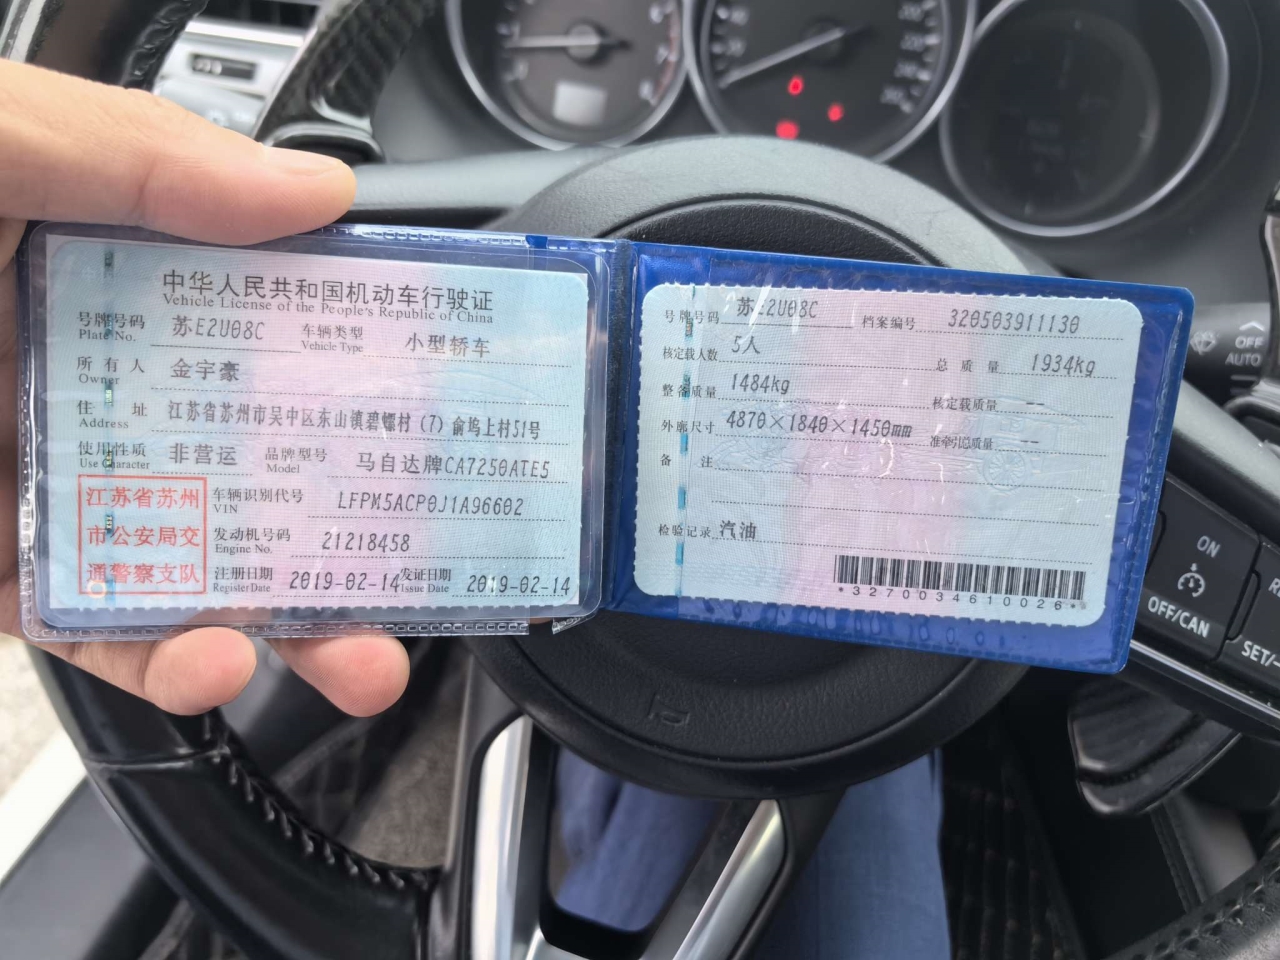 中华人民共和国机动车行驶证
Vehicle License of the People's Republic of China
号牌号码 苏E2U08C 车辆类型 小型轿车
Plate No. Vehicle Type
所有人 金宇豪
Owner
住址 江苏省苏州市吴中区东山镇碧螺村（7）俞坞上村51号
Address
使用性质 非营运 品牌型号 马自达牌CA7250ATE5
Use Character Model
江苏省苏州
市公安局交
通警察支队
车辆识别代号 LFPM5ACP0J1A96602
VIN
发动机号码 21218458
Engine No.
注册日期 2019-02-14 发证日期 2019-02-14
Register Date Issue Date
号牌号码 苏E2U08C 档案编号 320503911130
核定载人数 5人 总质量 1934kg
整备质量 1484kg 核定载质量 --
外廓尺寸 4870×1840×1450mm 准牵引总质量 --
备注
检验记录 汽油
*3270034610026*
OFF
AUTO
ON
OFF/CAN
SET/-